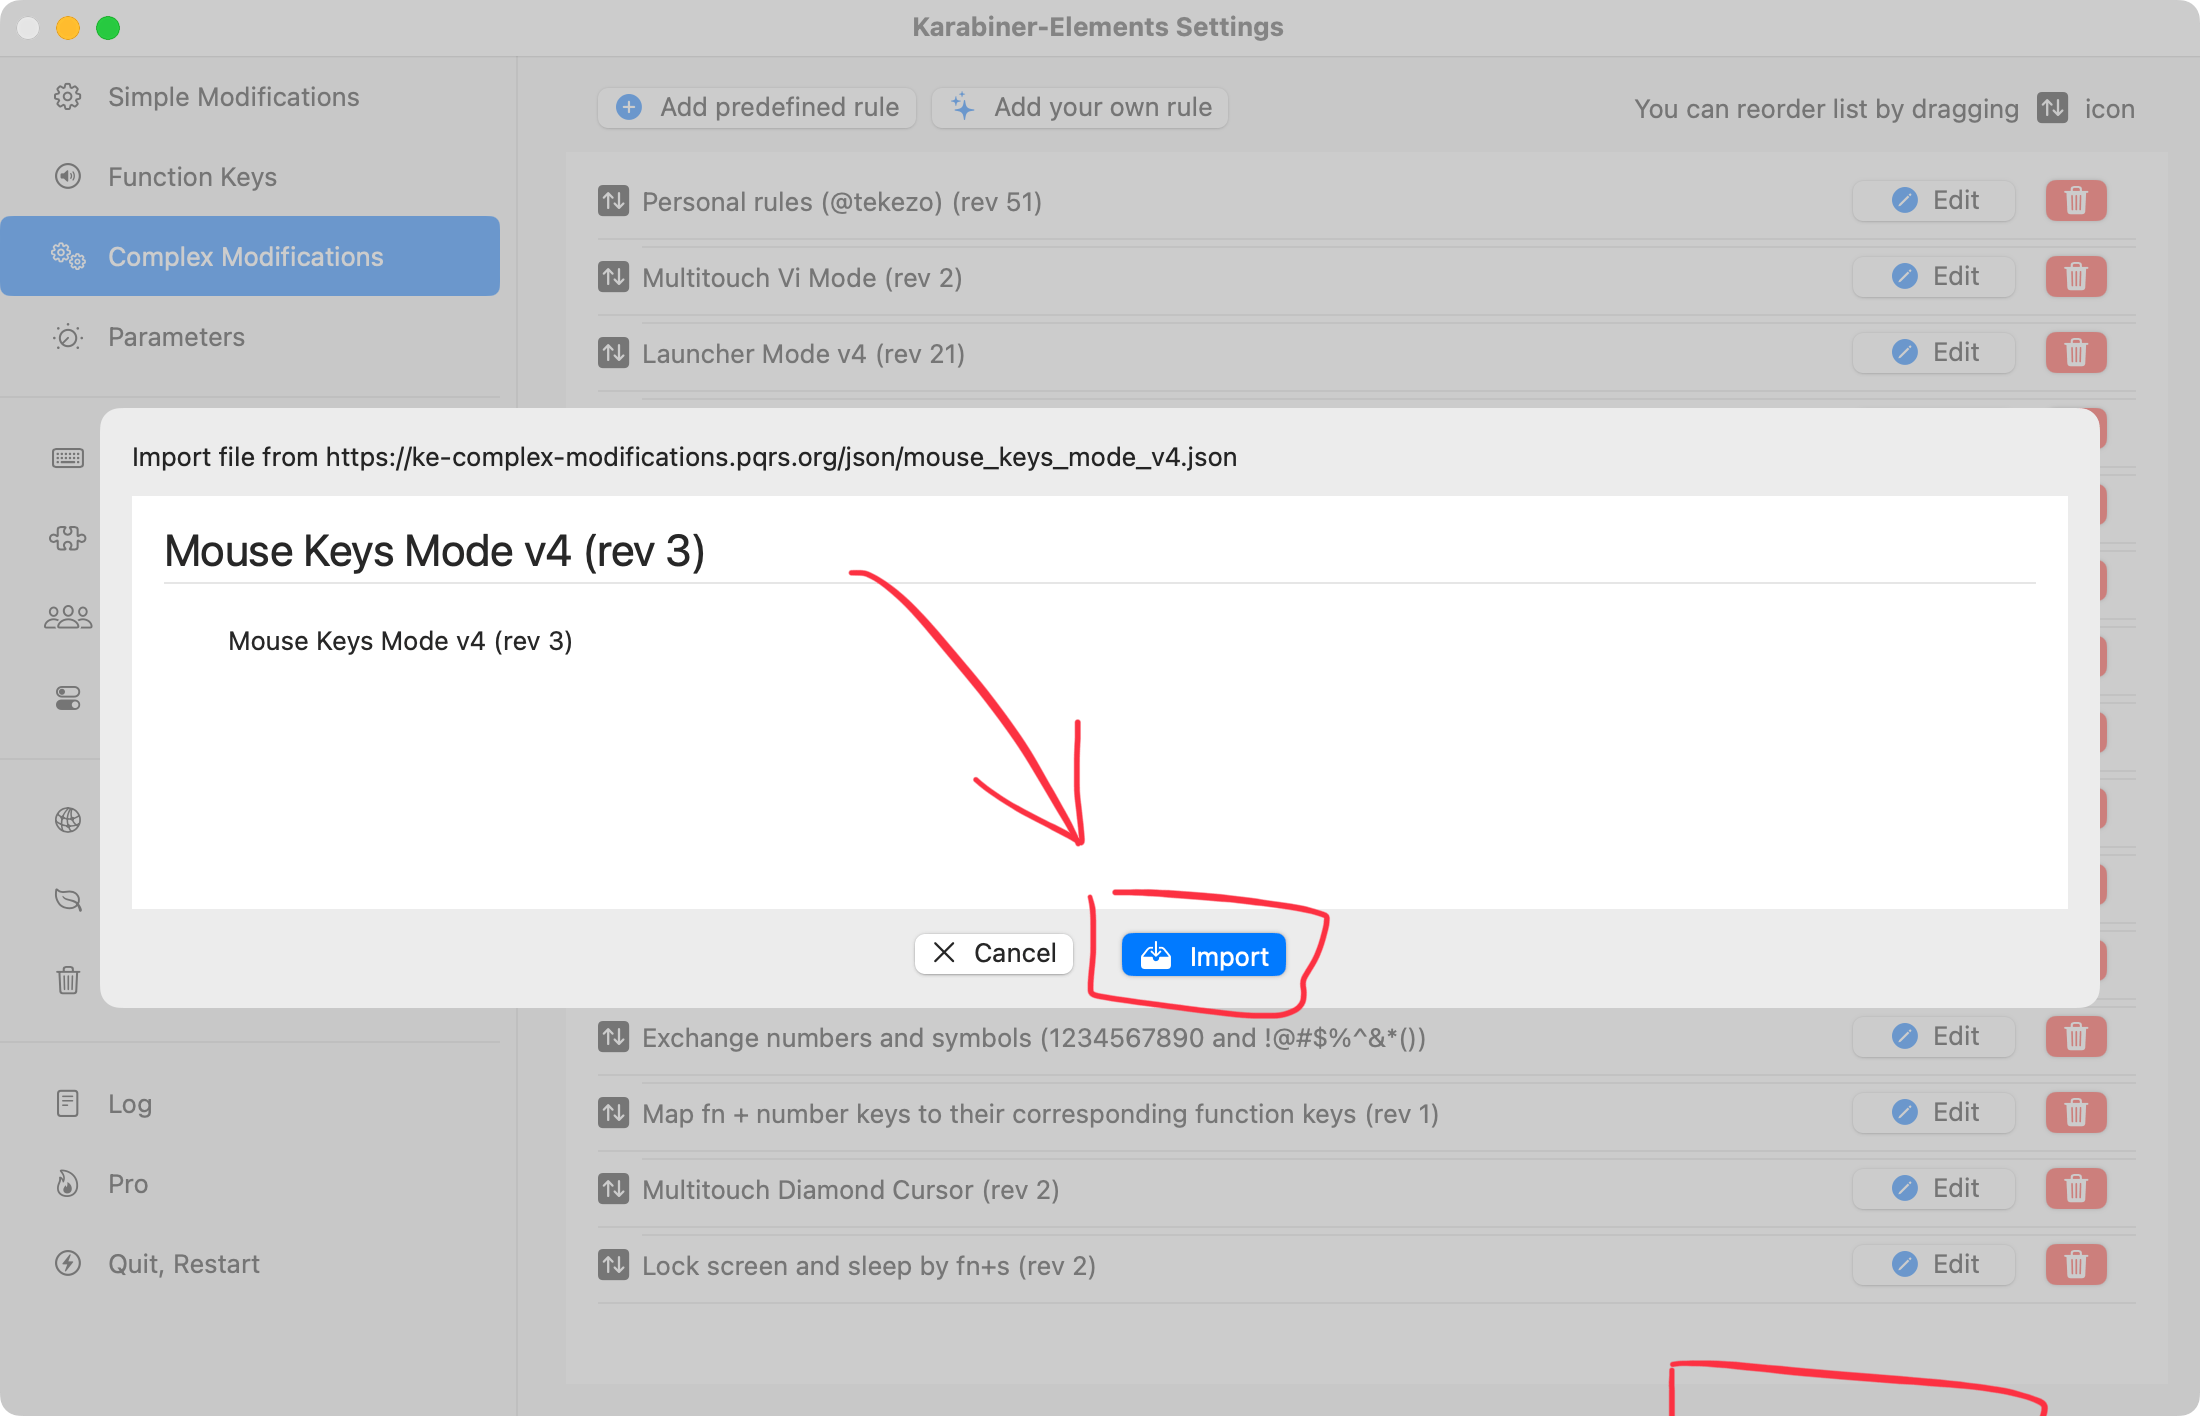 Karabiner-Elements Settings
Simple Modifications
Function Keys
Complex Modifications
Parameters
Add predefined rule
Add your own rule
You can reorder list by dragging icon
Personal rules (@tekezo) (rev 51)
Edit
Multitouch Vi Mode (rev 2)
Edit
Launcher Mode v4 (rev 21)
Edit
Import file from https://ke-complex-modifications.pqrs.org/json/mouse_keys_mode_v4.json
Mouse Keys Mode v4 (rev 3)
Mouse Keys Mode v4 (rev 3)
Cancel
Import
Exchange numbers and symbols (1234567890 and !@#$%^&*())
Edit
Map fn + number keys to their corresponding function keys (rev 1)
Edit
Multitouch Diamond Cursor (rev 2)
Edit
Lock screen and sleep by fn+s (rev 2)
Edit
Log
Pro
Quit, Restart